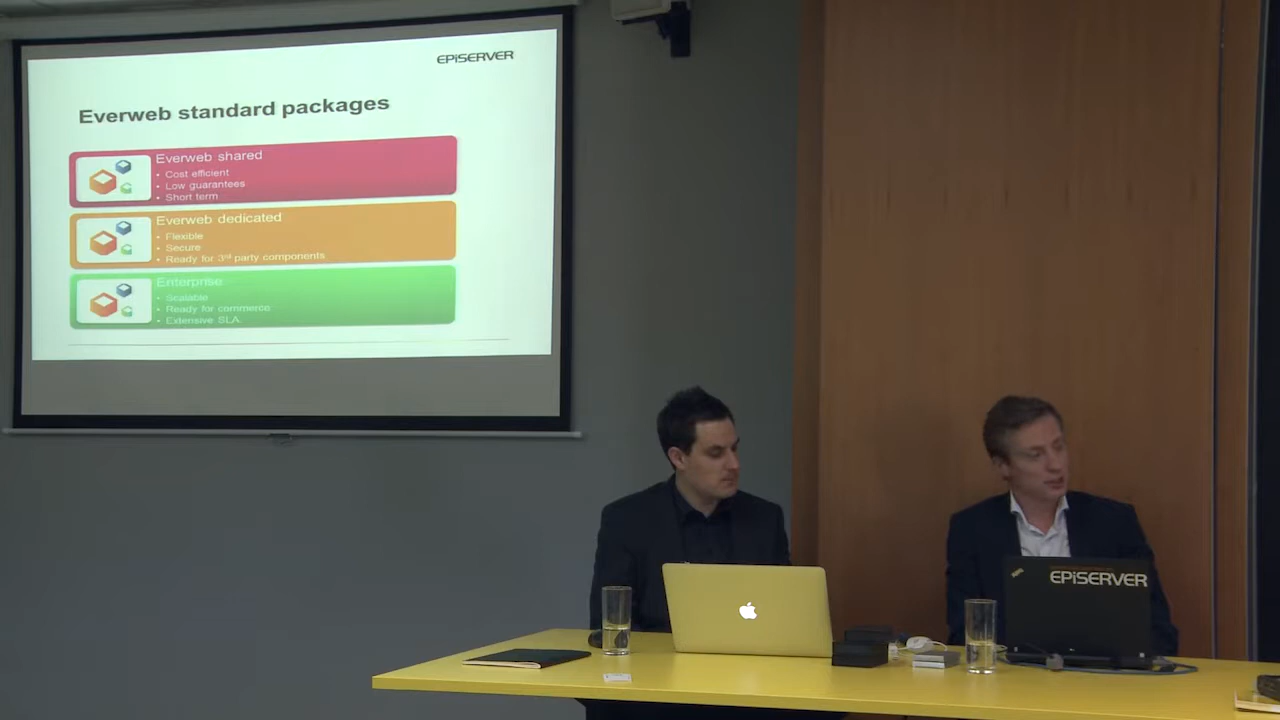 EPiSERVER
Everweb standard packages
Everweb shared
• Cost efficient
• Low guarantees
• Short term
Everweb dedicated
• Flexible
• Secure
• Ready for 3rd party components
Enterprise
• Scalable
• Ready for commerce
• Extensive SLA.
EPiSERVER